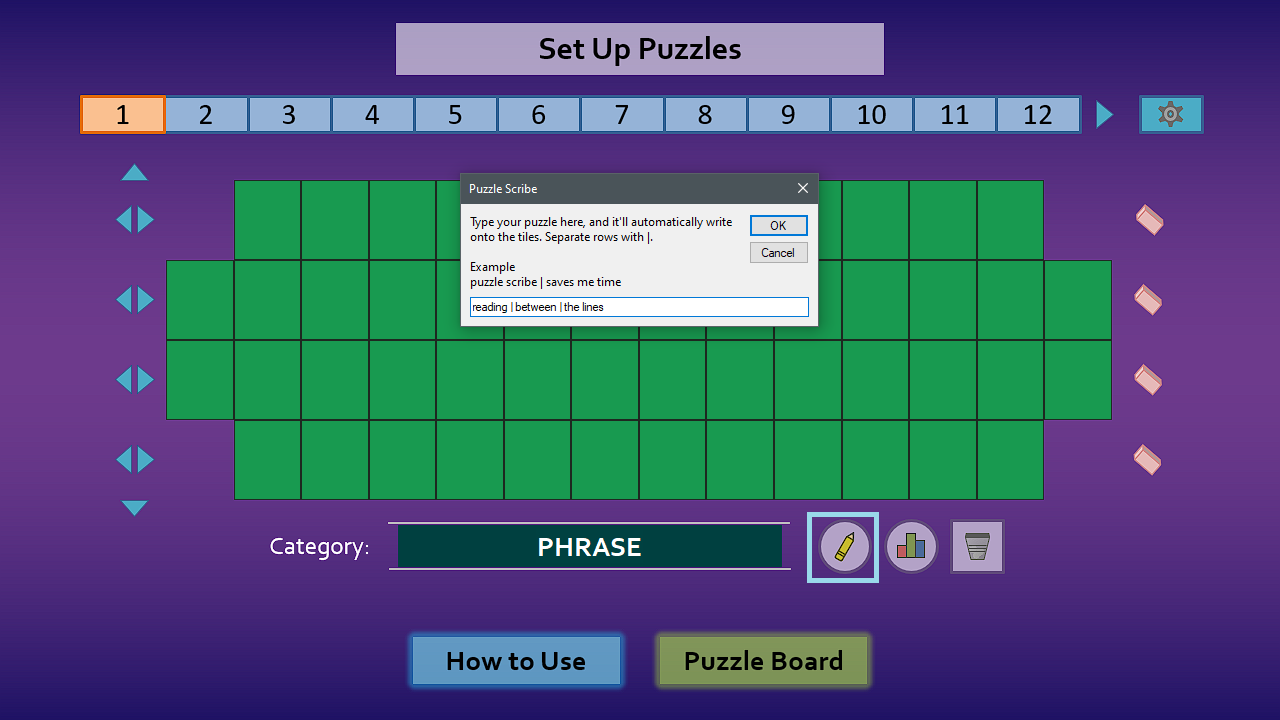 Set Up Puzzles
1 2 3 4 5 6 7 8 9 10 11 12
Puzzle Scribe
Type your puzzle here, and it'll automatically write
onto the tiles. Separate rows with |.
OK
Cancel
Example
puzzle scribe | saves me time
reading | between | the lines
Category: PHRASE
How to Use
Puzzle Board